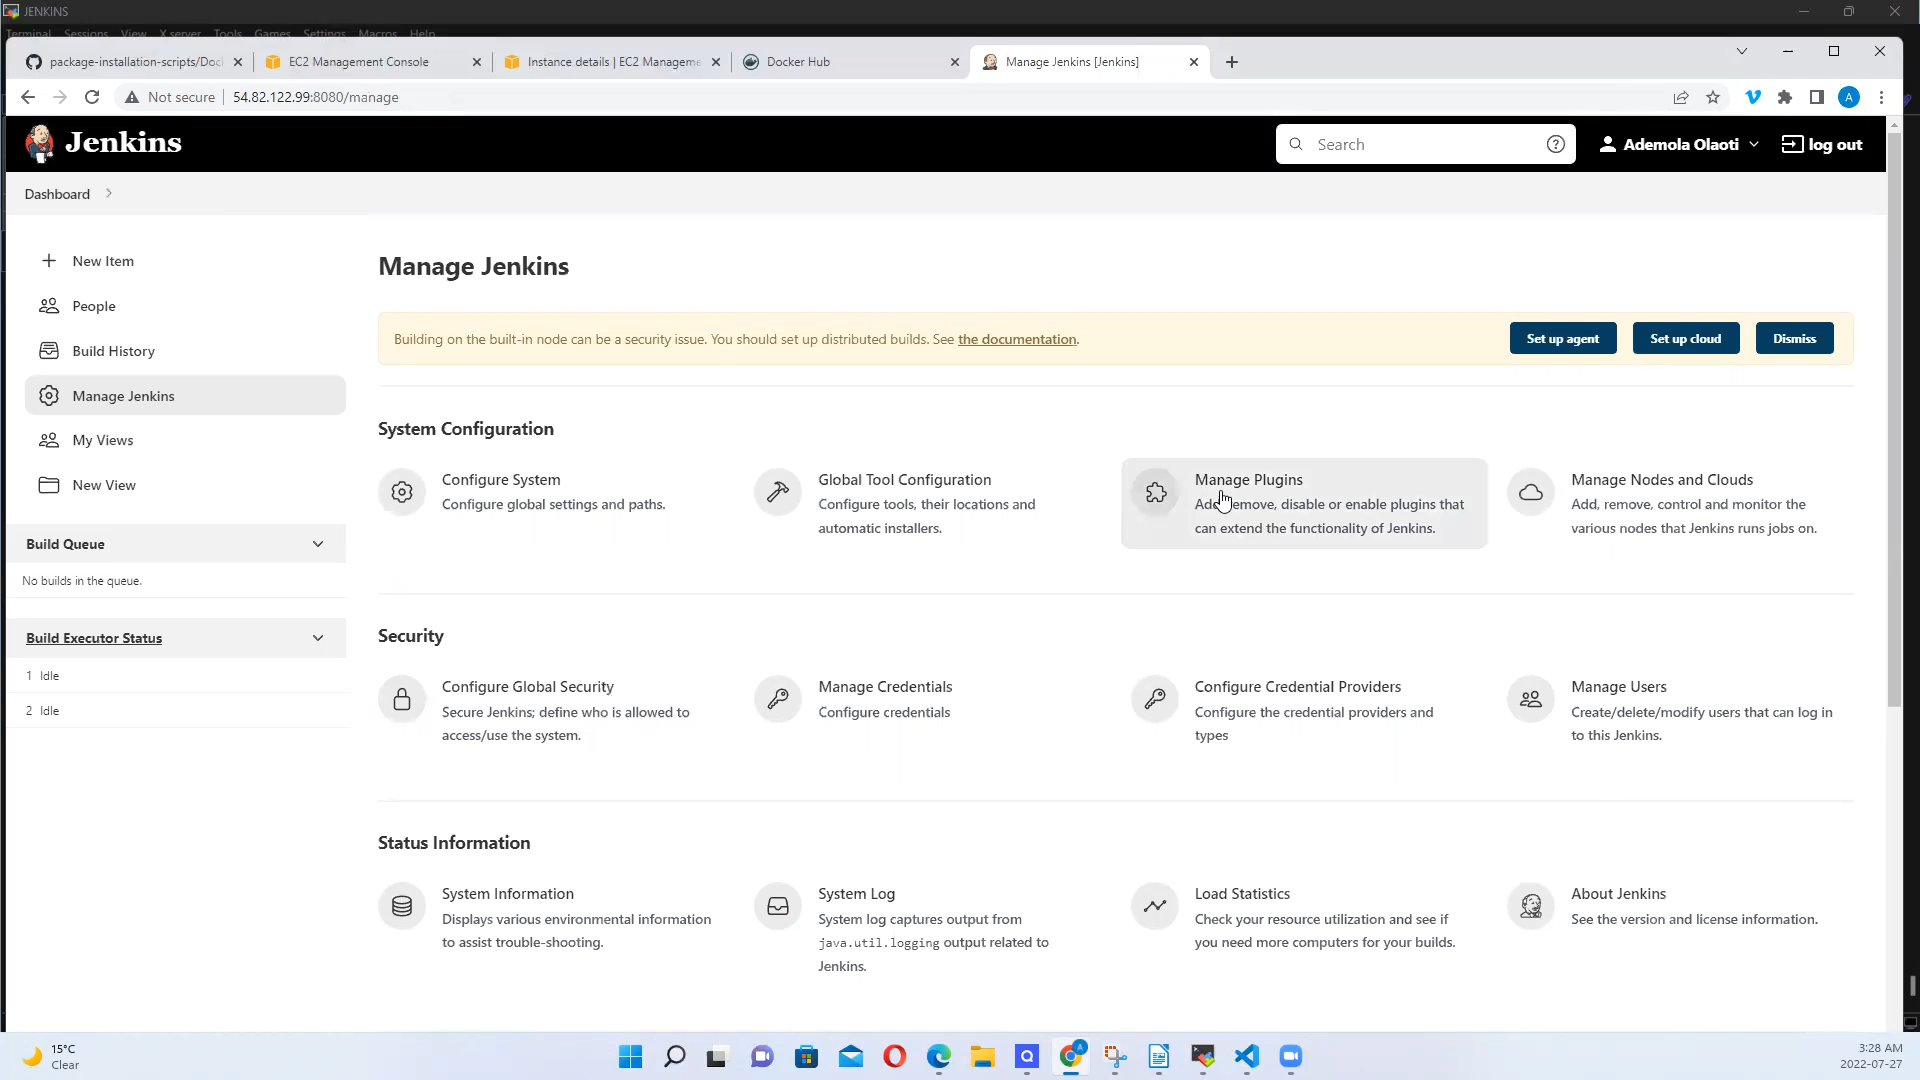 JENKINS
Terminal Sessions View X server Tools Games Settings Macros Help
package-installation-scripts/Doc
EC2 Management Console
Instance details | EC2 Manageme
Docker Hub
Manage Jenkins [Jenkins]
Not secure
54.82.122.99:8080/manage
A
Jenkins
Search
Ademola Olaoti
log out
Dashboard
New Item
People
Build History
Manage Jenkins
My Views
New View
Build Queue
No builds in the queue.
Build Executor Status
1 Idle
2 Idle
Manage Jenkins
Building on the built-in node can be a security issue. You should set up distributed builds. See the documentation.
Set up agent
Set up cloud
Dismiss
System Configuration
Configure System
Configure global settings and paths.
Global Tool Configuration
Configure tools, their locations and
automatic installers.
Manage Plugins
Add, remove, disable or enable plugins that
can extend the functionality of Jenkins.
Manage Nodes and Clouds
Add, remove, control and monitor the
various nodes that Jenkins runs jobs on.
Security
Configure Global Security
Secure Jenkins; define who is allowed to
access/use the system.
Manage Credentials
Configure credentials
Configure Credential Providers
Configure the credential providers and
types
Manage Users
Create/delete/modify users that can log in
to this Jenkins.
Status Information
System Information
Displays various environmental information
to assist trouble-shooting.
System Log
System log captures output from
java.util.logging output related to
Jenkins.
Load Statistics
Check your resource utilization and see if
you need more computers for your builds.
About Jenkins
See the version and license information.
15°C
Clear
3:28 AM
2022-07-27